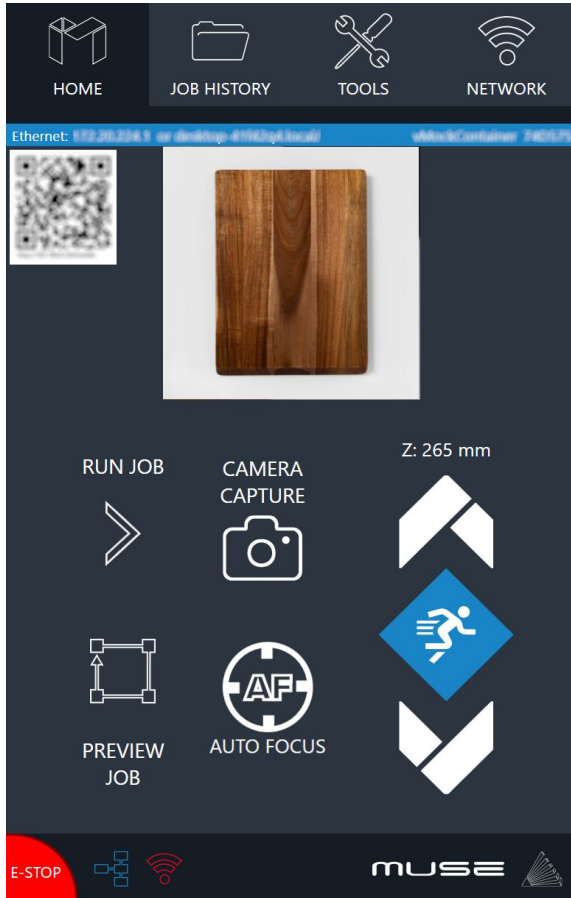 HOME
JOB HISTORY
TOOLS
NETWORK
Ethernet:
RUN JOB
CAMERA
CAPTURE
Z: 265 mm
AF
PREVIEW
JOB
AUTO FOCUS
E-STOP
muse